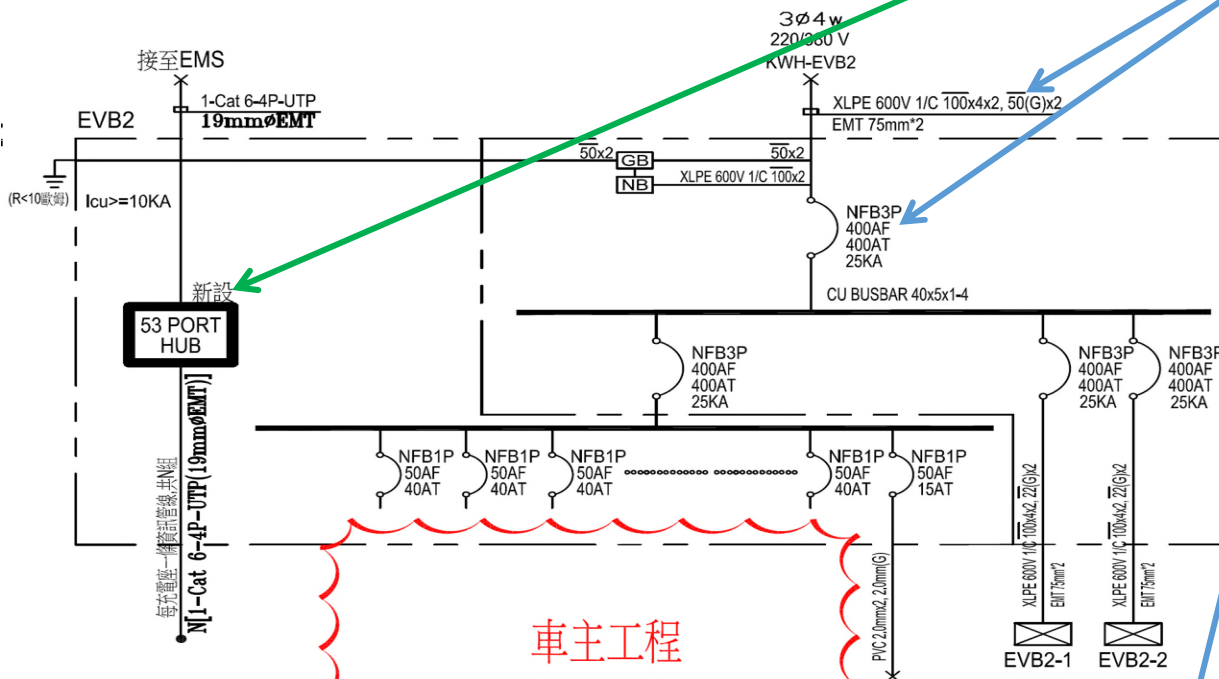 接至EMS
1-Cat 6-4P-UTP
19mmøEMT
3ø4w
220/380 V
KWH-EVB2
XLPE 600V 1/C 100x4x2, 50(G)x2
EMT 75mm*2
EVB2
(R<10歐姆)
Icu>=10KA
50x2
GB
50x2
NB
XLPE 600V 1/C 100x2
NFB3P
400AF
400AT
25KA
CU BUSBAR 40x5x1-4
新設
53 PORT
HUB
NFB3P
400AF
400AT
25KA
NFB3P
400AF
400AT
25KA
NFB3P
400AF
400AT
25KA
NFB1P
50AF
40AT
NFB1P
50AF
40AT
NFB1P
50AF
40AT
NFB1P
50AF
40AT
NFB1P
50AF
15AT
每充電座一條資訊管線,共N組
N[1-Cat 6-4P-UTP(19mmøEMT)]
車主工程
PVC 2.0mmx2, 2.0mm(G)
XLPE 600V 1/C 100x4x2, 22(G)x2
EMT 75m*2
XLPE 600V 1/C 100x4x2, 22(G)x2
EMT 75m*2
EVB2-1
EVB2-2